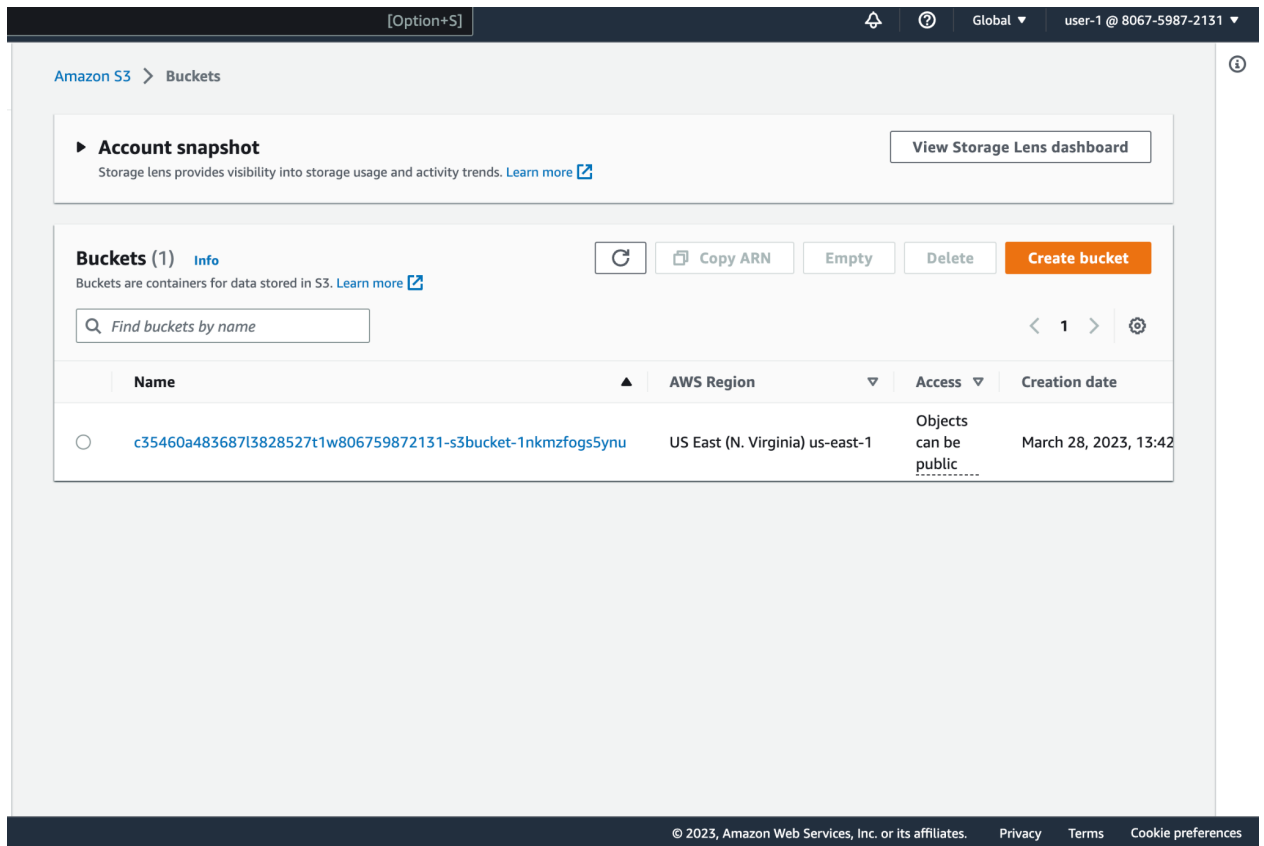 [Option+S] Global ▼ user-1 @ 8067-5987-2131 ▼
Amazon S3 > Buckets
Account snapshot
View Storage Lens dashboard
Storage lens provides visibility into storage usage and activity trends. Learn more
Buckets (1) Info
Copy ARN Empty Delete Create bucket
Buckets are containers for data stored in S3. Learn more
Find buckets by name
< 1 >
Name ▲ AWS Region ▽ Access ▽ Creation date
c35460a483687l3828527t1w806759872131-s3bucket-1nkmzfogs5ynu US East (N. Virginia) us-east-1 Objects can be public March 28, 2023, 13:42
© 2023, Amazon Web Services, Inc. or its affiliates. Privacy Terms Cookie preferences